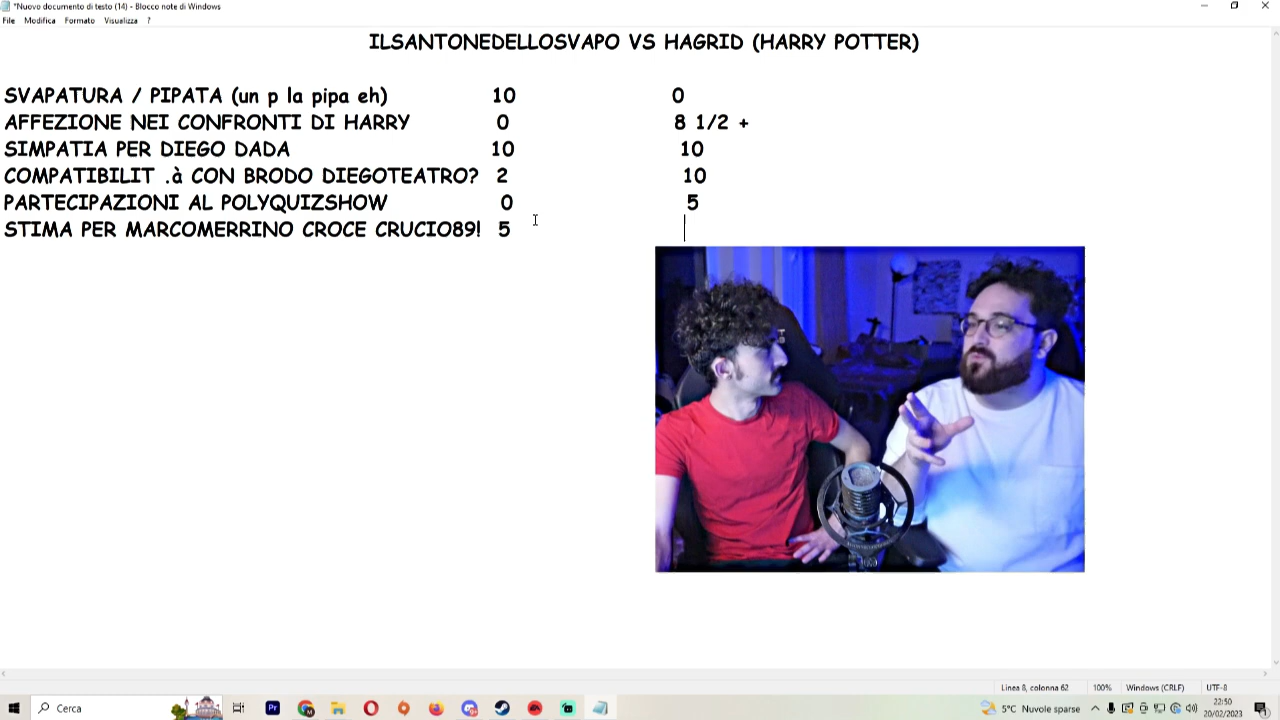 *Nuovo documento di testo (14) - Blocco note di Windows
File Modifica Formato Visualizza ?
ILSANTONEDELLOSVAPO VS HAGRID (HARRY POTTER)
SVAPATURA / PIPATA (un p la pipa eh) 10 0
AFFEZIONE NEI CONFRONTI DI HARRY 0 8 1/2 +
SIMPATIA PER DIEGO DADA 10 10
COMPATIBILIT .à CON BRODO DIEGOTEATRO? 2 10
PARTECIPAZIONI AL POLYQUIZSHOW 0 5
STIMA PER MARCOMERRINO CROCE CRUCIO89! 5
Linea 8, colonna 62 100% Windows (CRLF) UTF-8
Cerca
Pr
5°C Nuvole sparse
22:50
20/02/2023